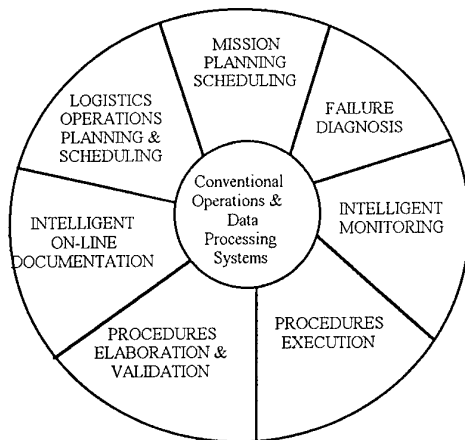 MISSION
PLANNING
SCHEDULING
FAILURE
DIAGNOSIS
INTELLIGENT
MONITORING
PROCEDURES
EXECUTION
PROCEDURES
ELABORATION &
VALIDATION
INTELLIGENT
ON-LINE
DOCUMENTATION
LOGISTICS
OPERATIONS
PLANNING &
SCHEDULING
Conventional
Operations &
Data
Processing
Systems